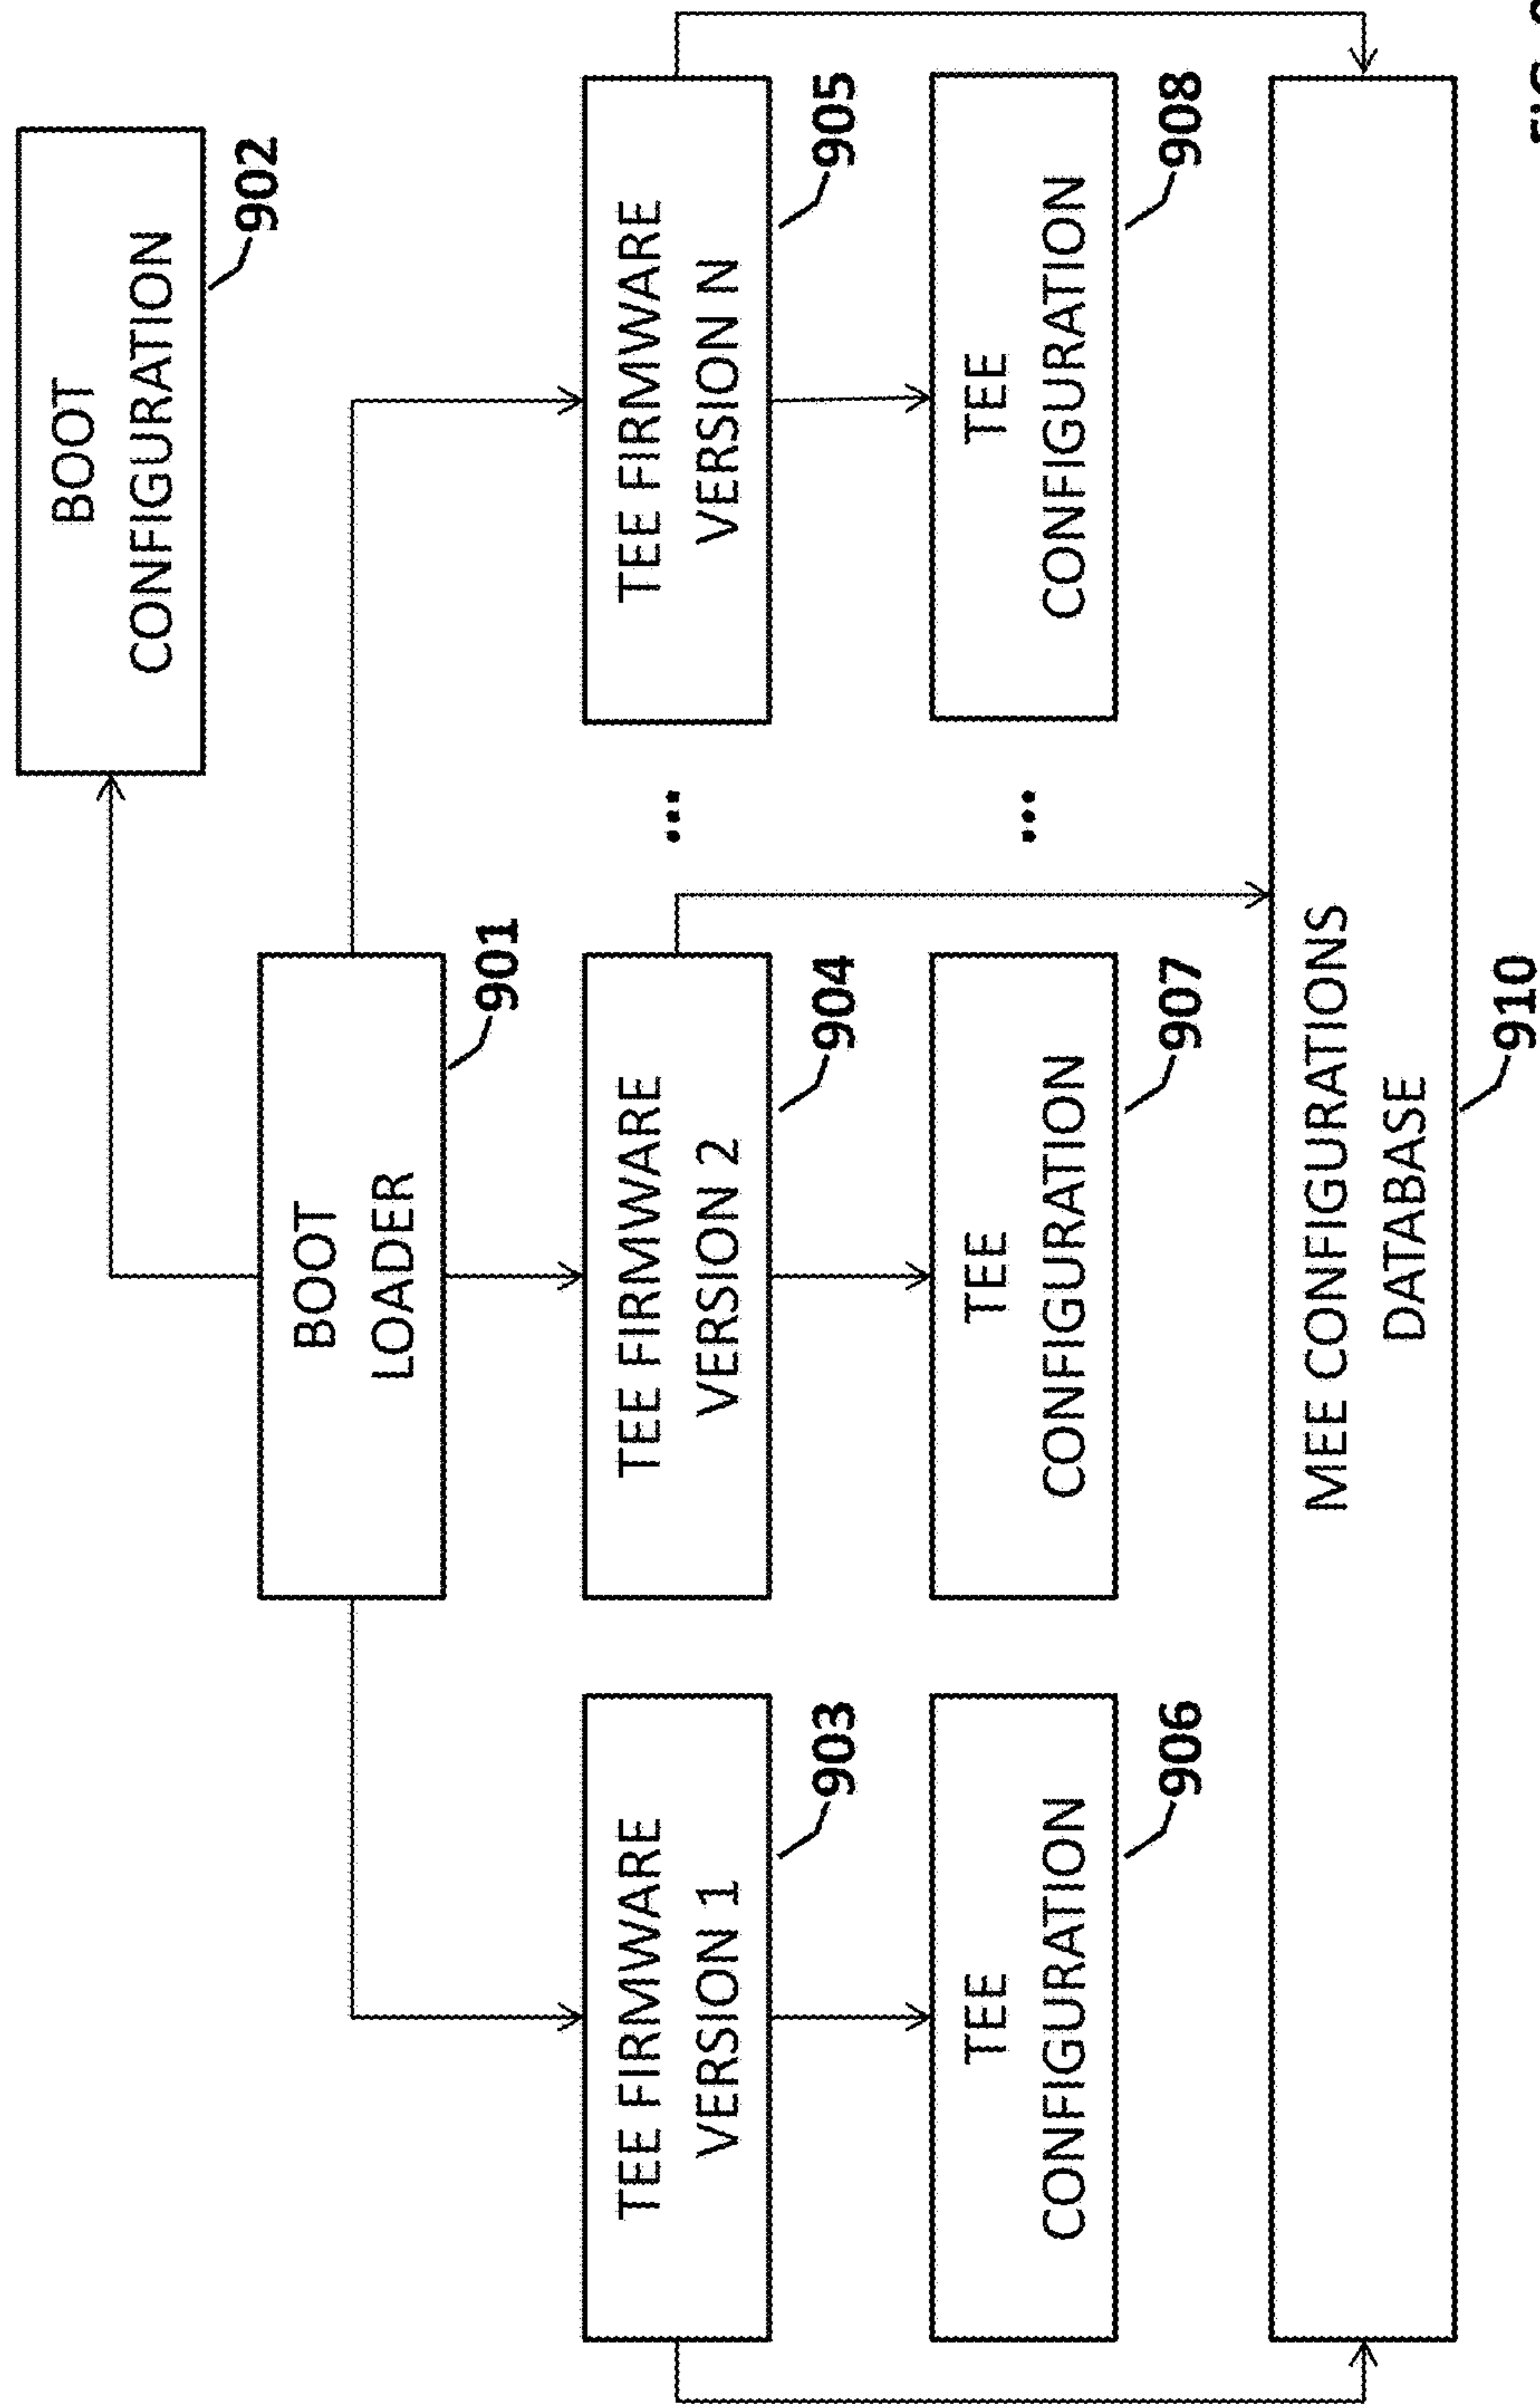 BOOT
CONFIGURATION
902
BOOT
LOADER
901
TEE FIRMWARE
VERSION 1
903
TEE FIRMWARE
VERSION 2
904
...
TEE FIRMWARE
VERSION N
905
TEE
CONFIGURATION
906
TEE
CONFIGURATION
907
...
TEE
CONFIGURATION
908
MEE CONFIGURATIONS
DATABASE
910